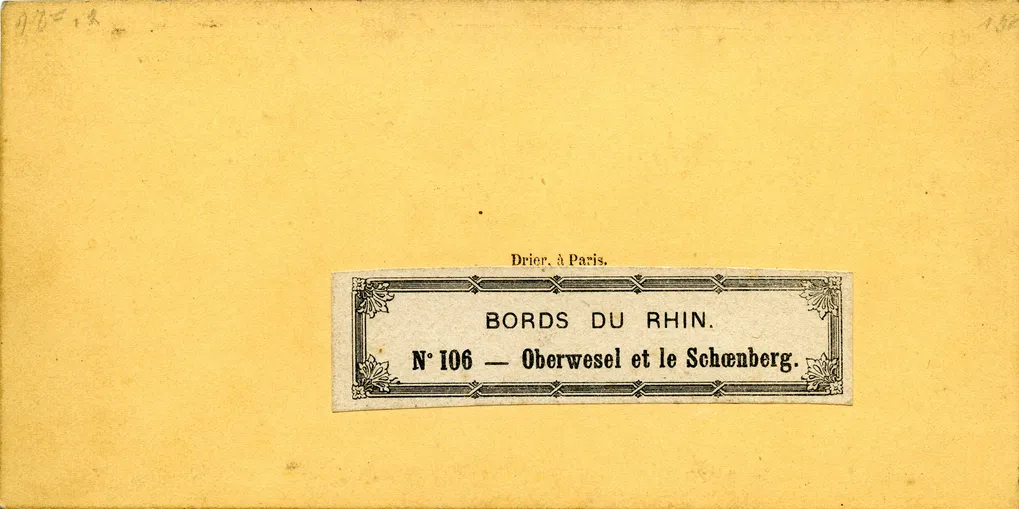 Drier, à Paris.
BORDS DU RHIN.
N° 106 — Oberwesel et le Schœnberg.